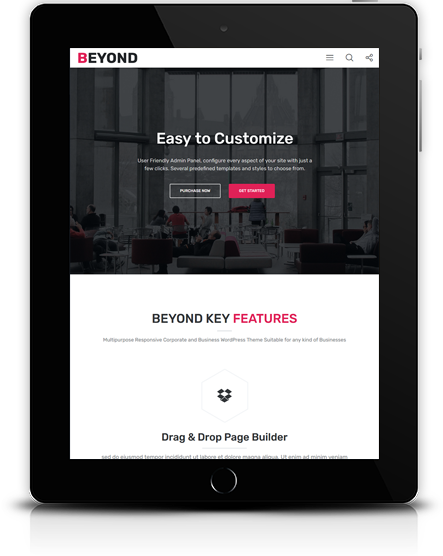 BEYOND
Easy to Customize
User Friendly Admin Panel, configure every aspect of your site with just a
few clicks. Several predefined templates and styles to choose from.
PURCHASE NOW
GET STARTED
BEYOND KEY FEATURES
Multipurpose Responsive Corporate and Business WordPress Theme Suitable for any kind of Businesses
Drag & Drop Page Builder
sed do eiusmod tempor incididunt ut labore et dolore magna aliqua. Ut enim ad minim veniam